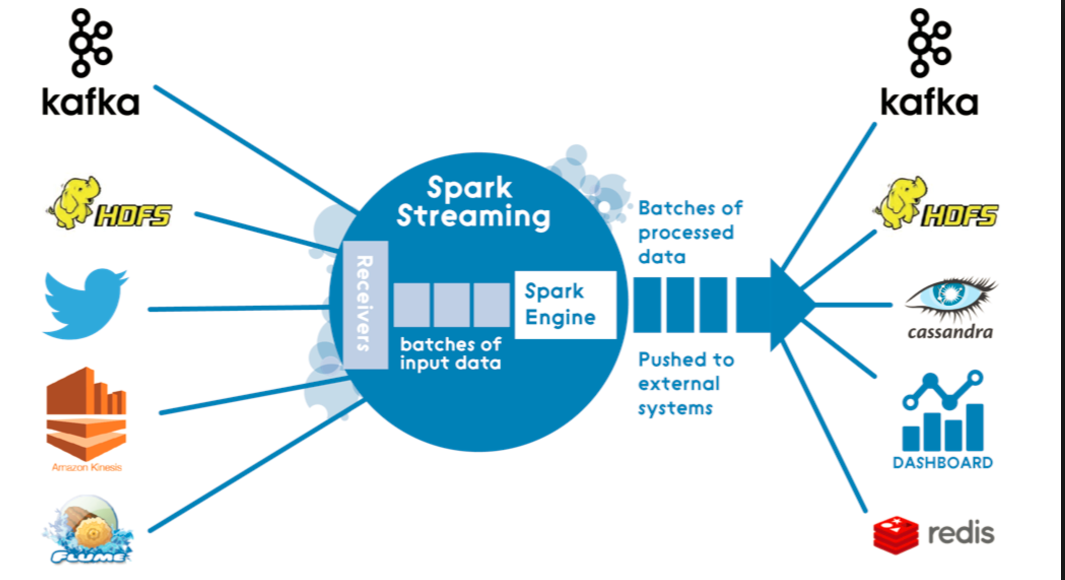 kafka
HDFS
Amazon Kinesis
FLUME
Spark
Streaming
Receivers
batches of
input data
Spark
Engine
Batches of
processed
data
Pushed to
external
systems
kafka
HDFS
cassandra
DASHBOARD
redis